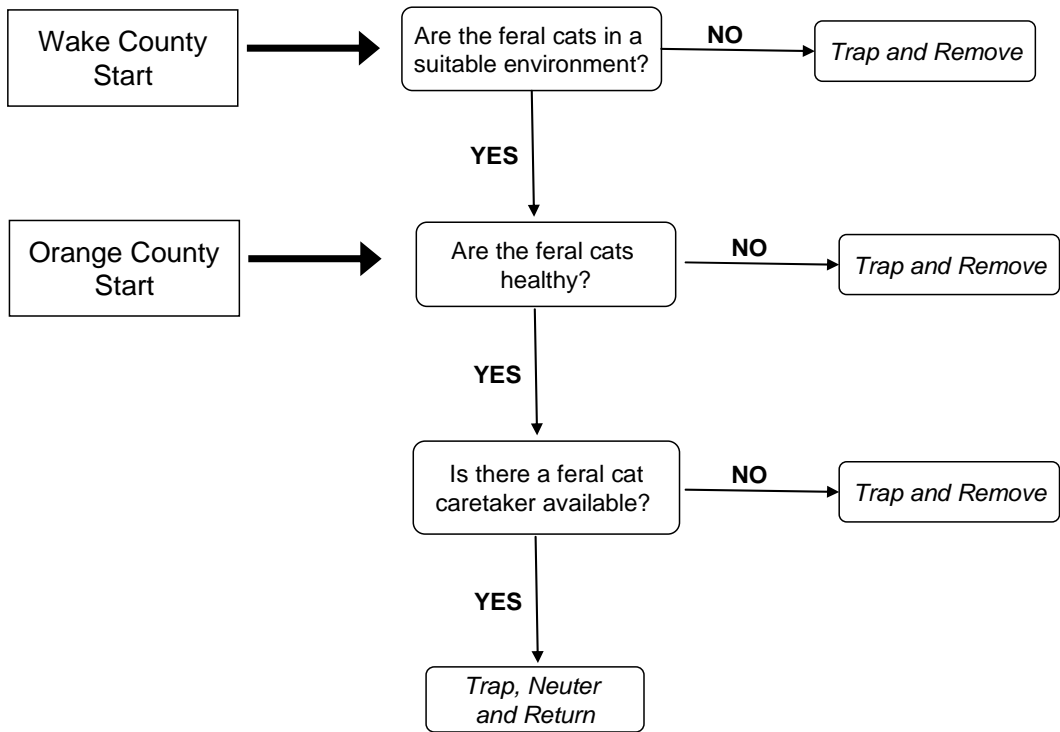 Wake County
Start
Are the feral cats in a
suitable environment?
NO
Trap and Remove
YES
Orange County
Start
Are the feral cats
healthy?
NO
Trap and Remove
YES
Is there a feral cat
caretaker available?
NO
Trap and Remove
YES
Trap, Neuter
and Return